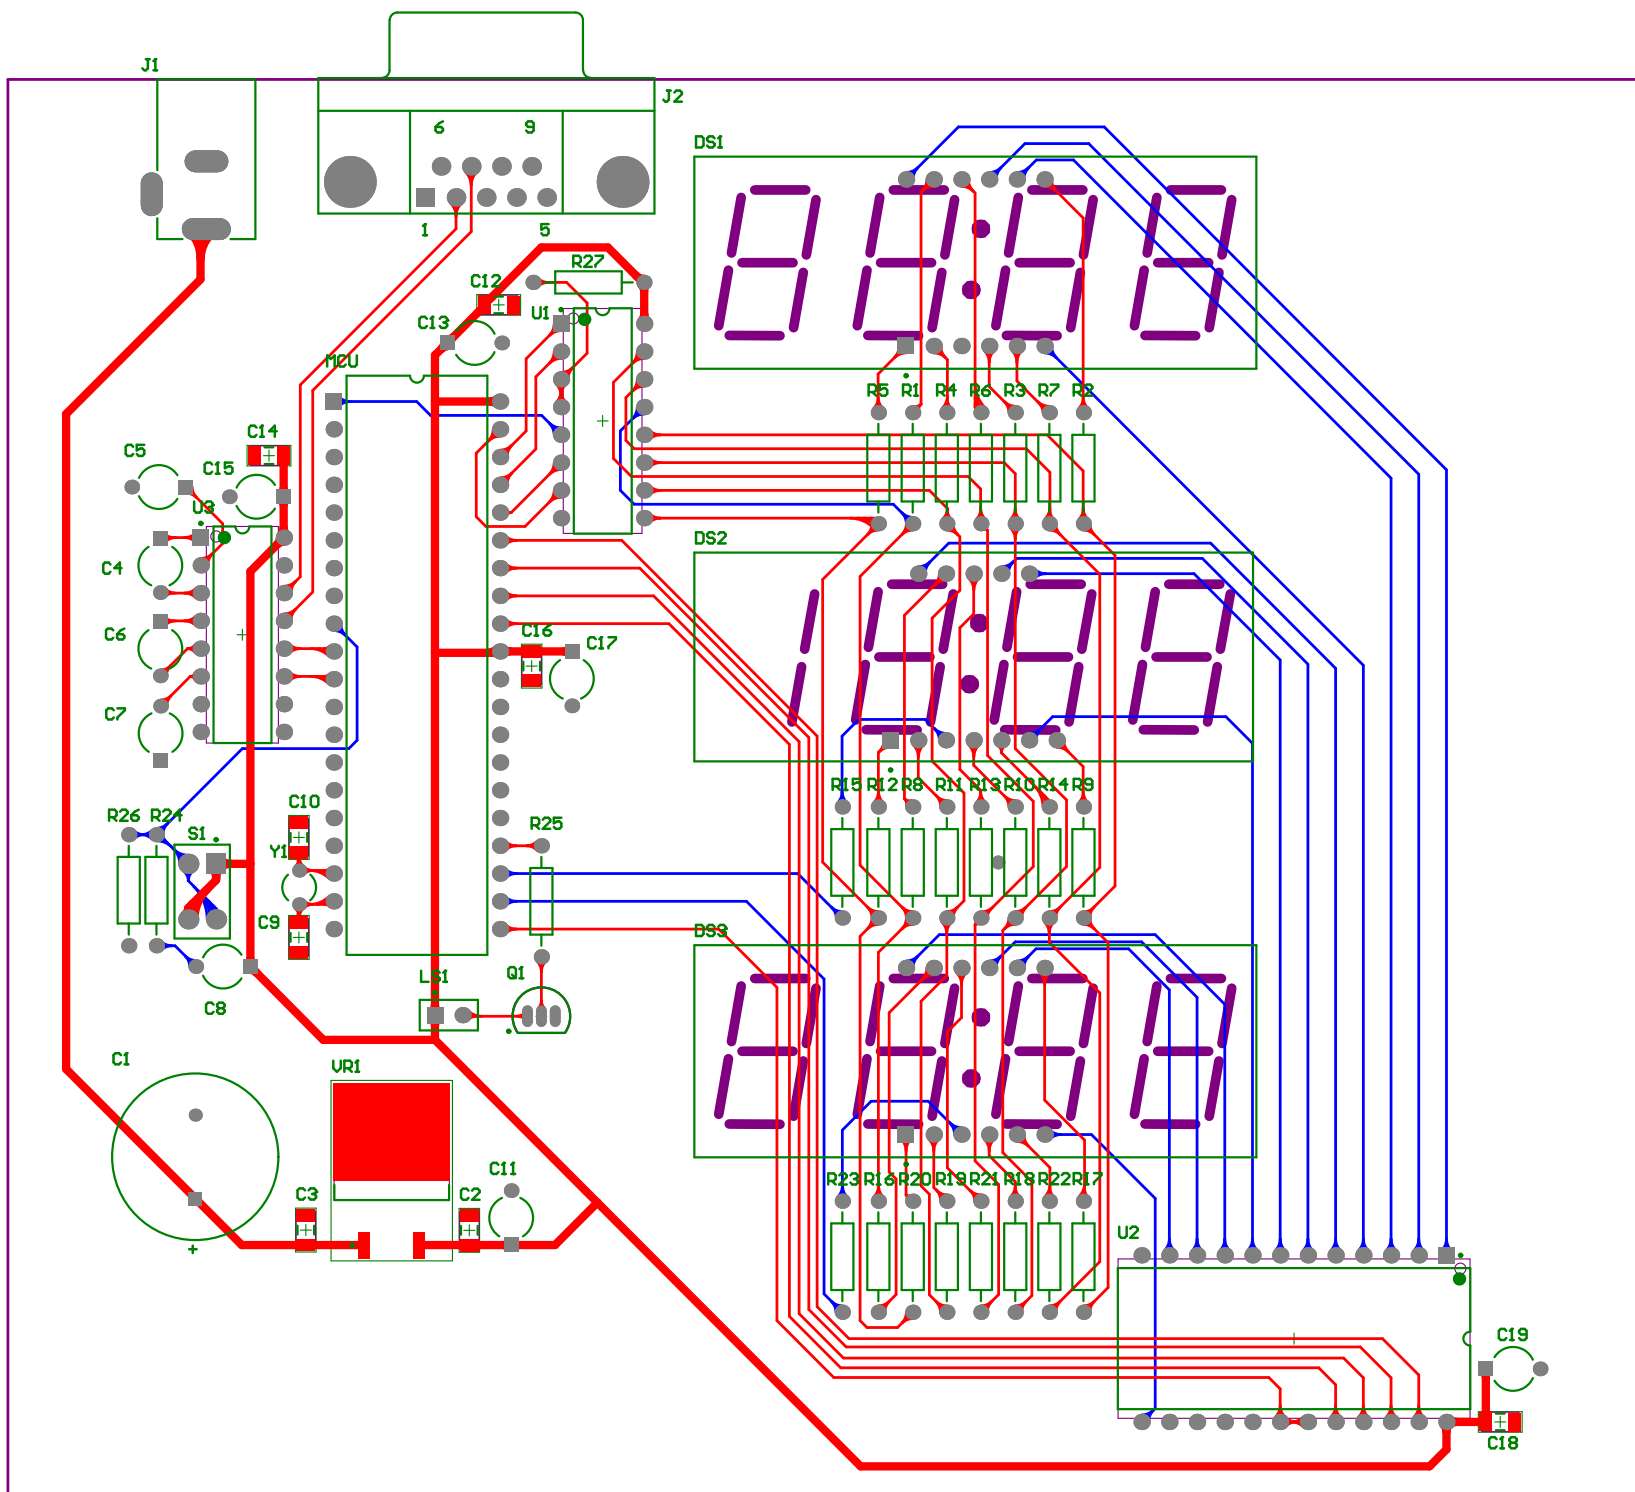 J1
J2
6 9
1 5
DS1
R27
C12
U1
C13
MCU
R5 R1 R4 R6 R3 R7 R2
C14
C5
C15
U3
DS2
C4
C6
C16
C17
C7
R15 R12 R8 R11 R13 R10 R14 R9
C10
R26 R24
S1
R25
Y1
C9
DS3
LS1
Q1
C8
C1
VR1
C11
R23 R16 R20 R19 R21 R18 R22 R17
C3
C2
U2
+
C19
C18